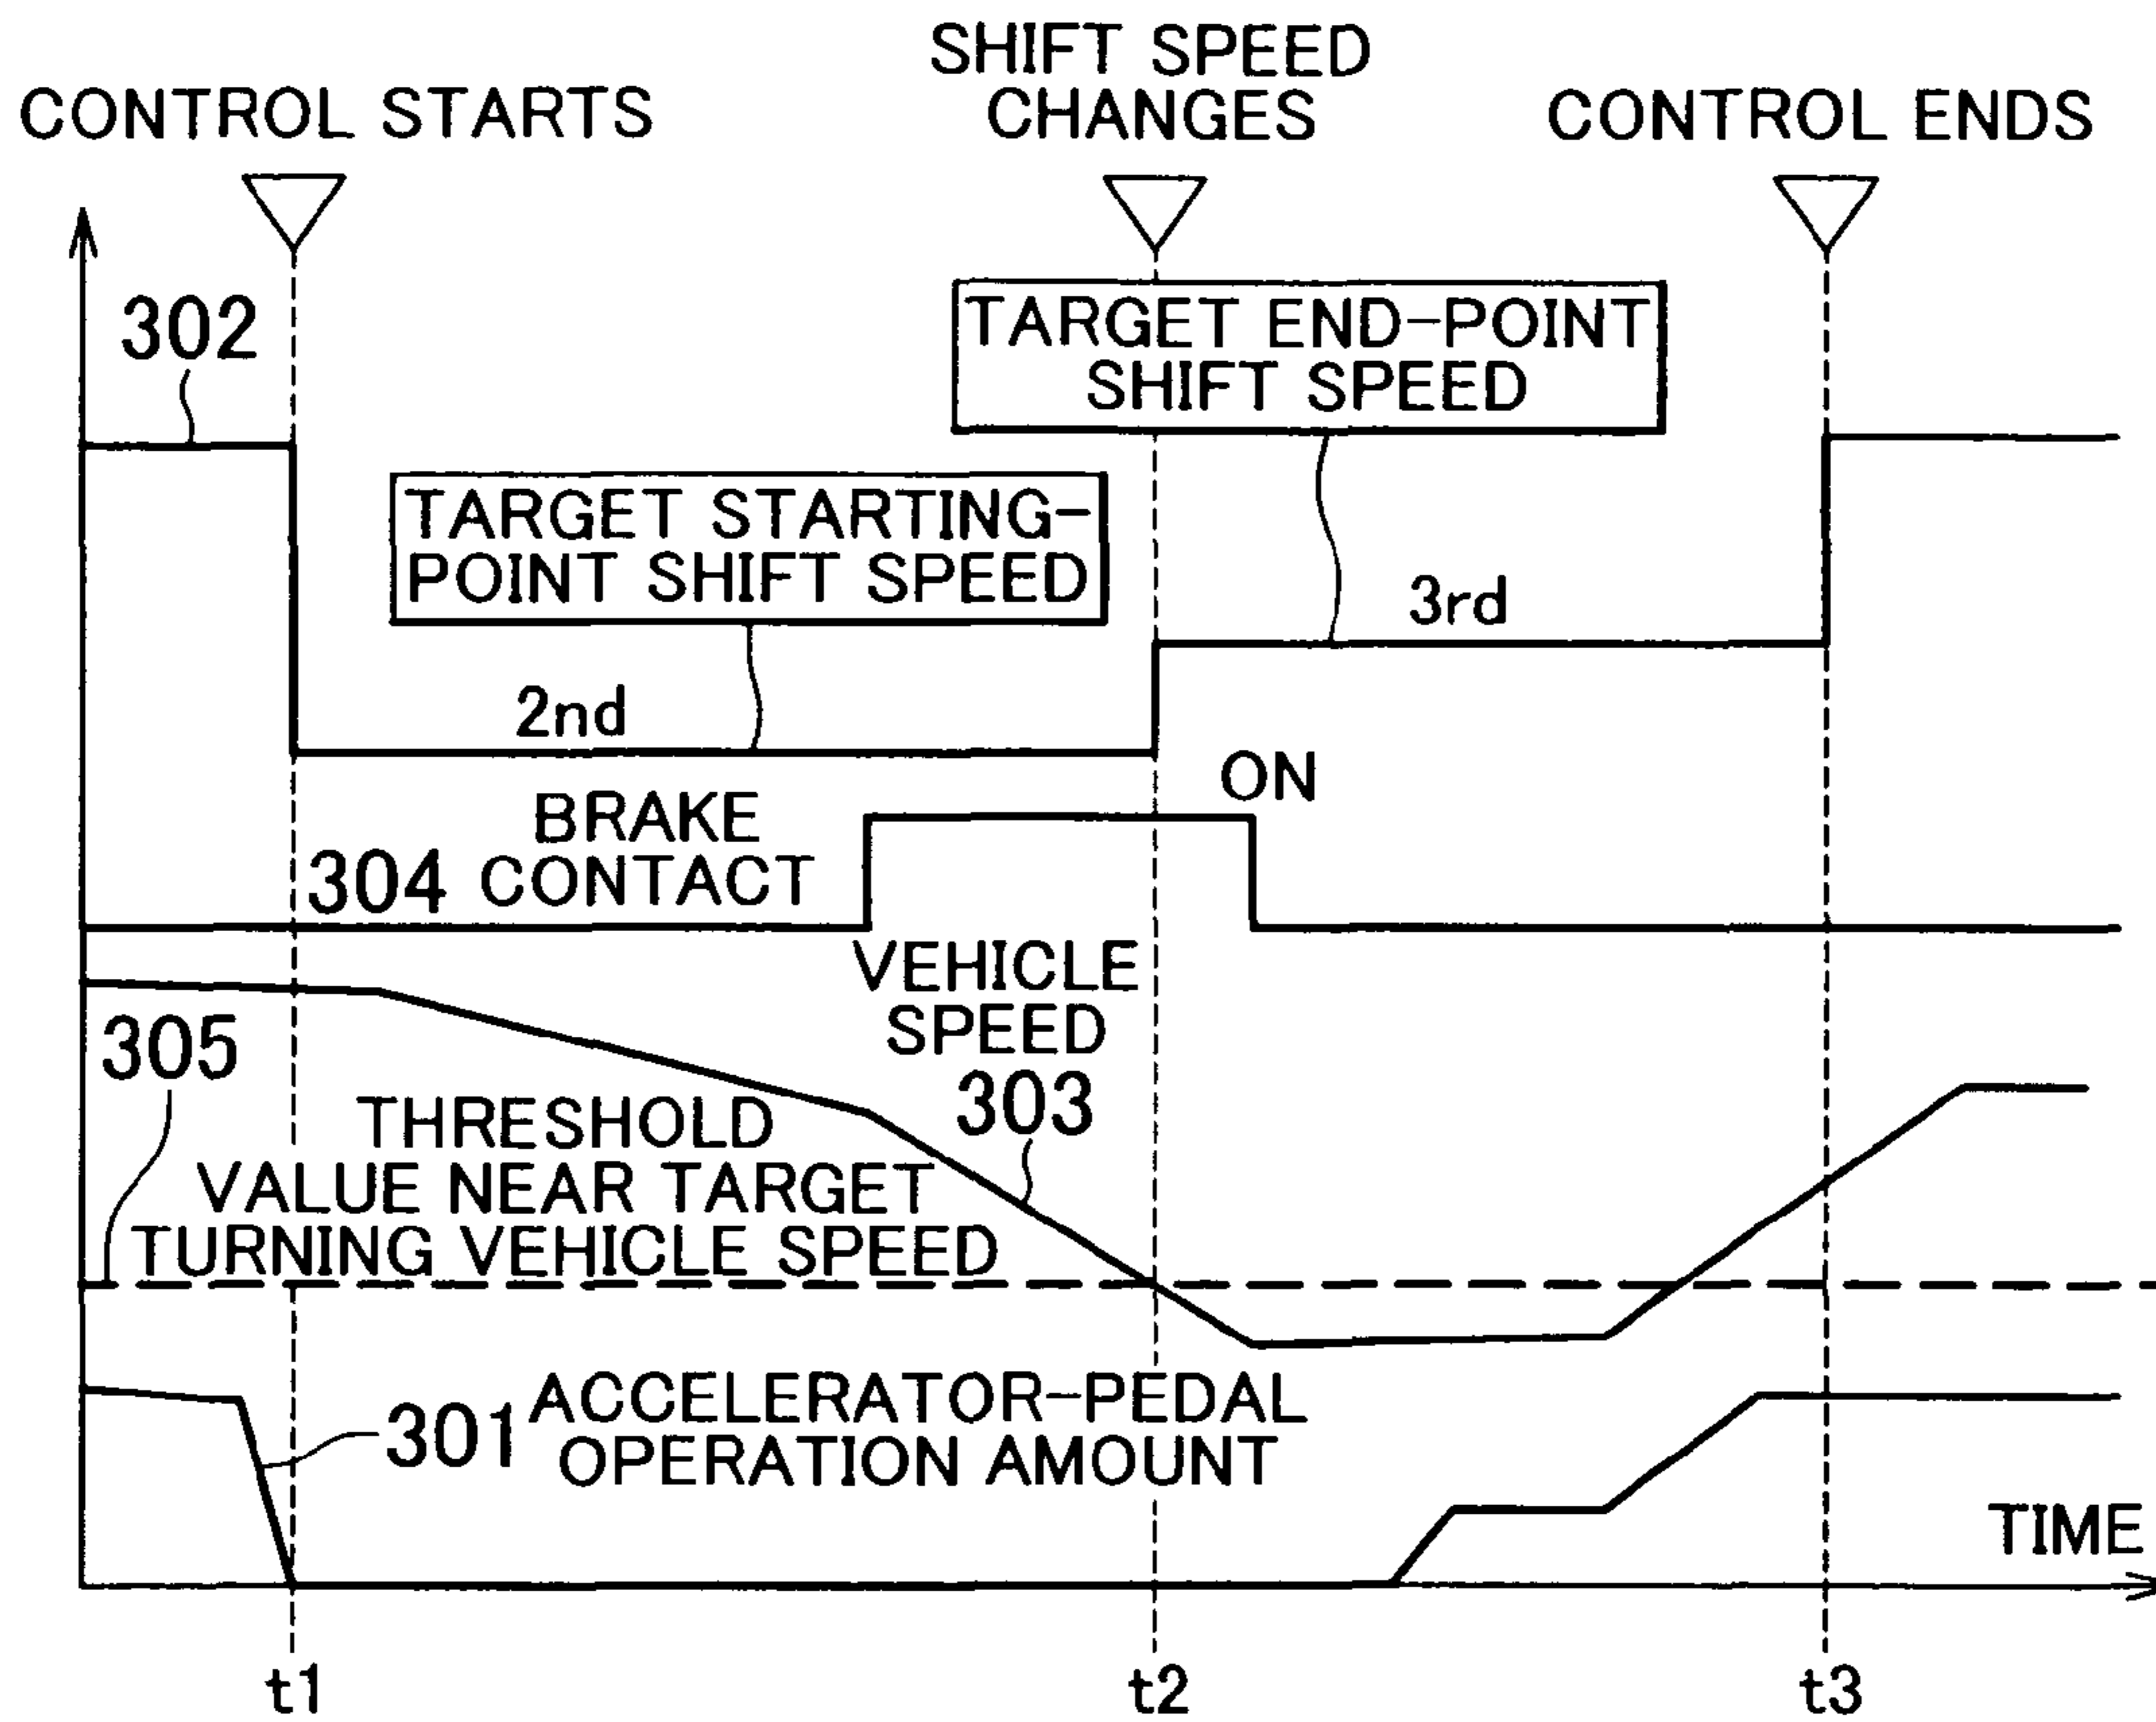 SHIFT SPEED
CONTROL STARTS
CHANGES
CONTROL ENDS
302
TARGET END-POINT
SHIFT SPEED
TARGET STARTING-
POINT SHIFT SPEED
3rd
2nd
ON
BRAKE
304 CONTACT
VEHICLE
SPEED
303
305
THRESHOLD
VALUE NEAR TARGET
TURNING VEHICLE SPEED
301 ACCELERATOR-PEDAL
OPERATION AMOUNT
TIME
t1
t2
t3